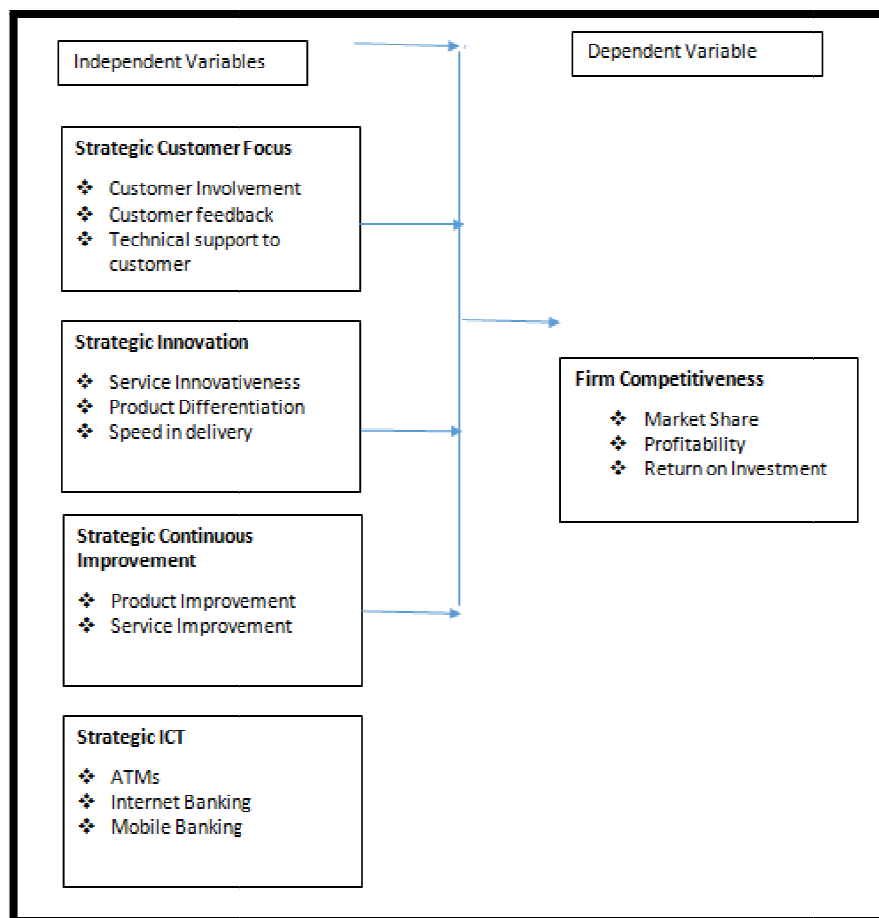 Independent Variables
Dependent Variable
Strategic Customer Focus
❖ Customer Involvement
❖ Customer feedback
❖ Technical support to
customer
Strategic Innovation
❖ Service Innovativeness
❖ Product Differentiation
❖ Speed in delivery
Firm Competitiveness
❖ Market Share
❖ Profitability
❖ Return on Investment
Strategic Continuous
Improvement
❖ Product Improvement
❖ Service Improvement
Strategic ICT
❖ ATMs
❖ Internet Banking
❖ Mobile Banking